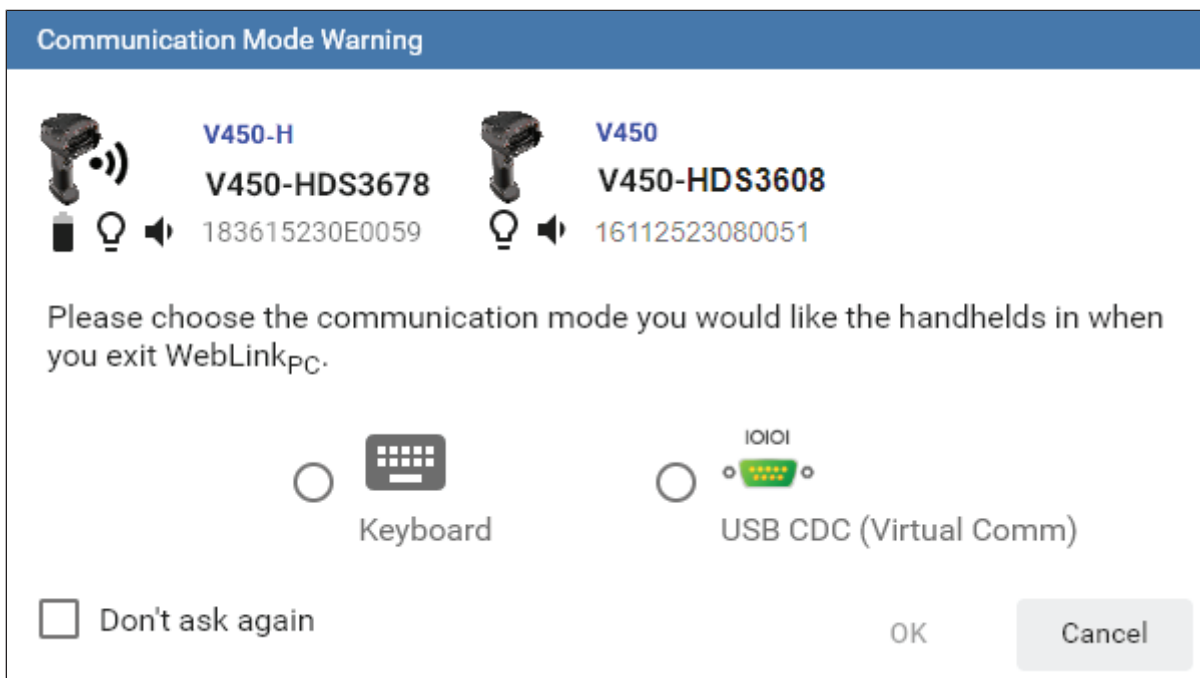 Communication Mode Warning
V450-H
V450-HDS3678
183615230E0059
V450
V450-HDS3608
16112523080051
Please choose the communication mode you would like the handhelds in when
you exit WebLinkPC.
IOIOI
Keyboard
USB CDC (Virtual Comm)
Don't ask again
OK
Cancel